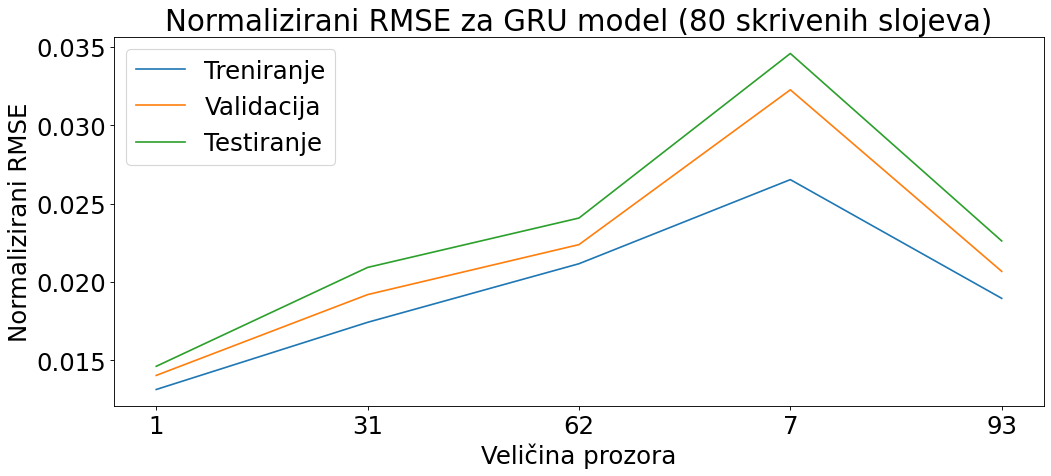 Normalizirani RMSE za GRU model (80 skrivenih slojeva)
Normalizirani RMSE
0.035
0.030
0.025
0.020
0.015
Treniranje
Validacija
Testiranje
1 31 62 7 93
Veličina prozora